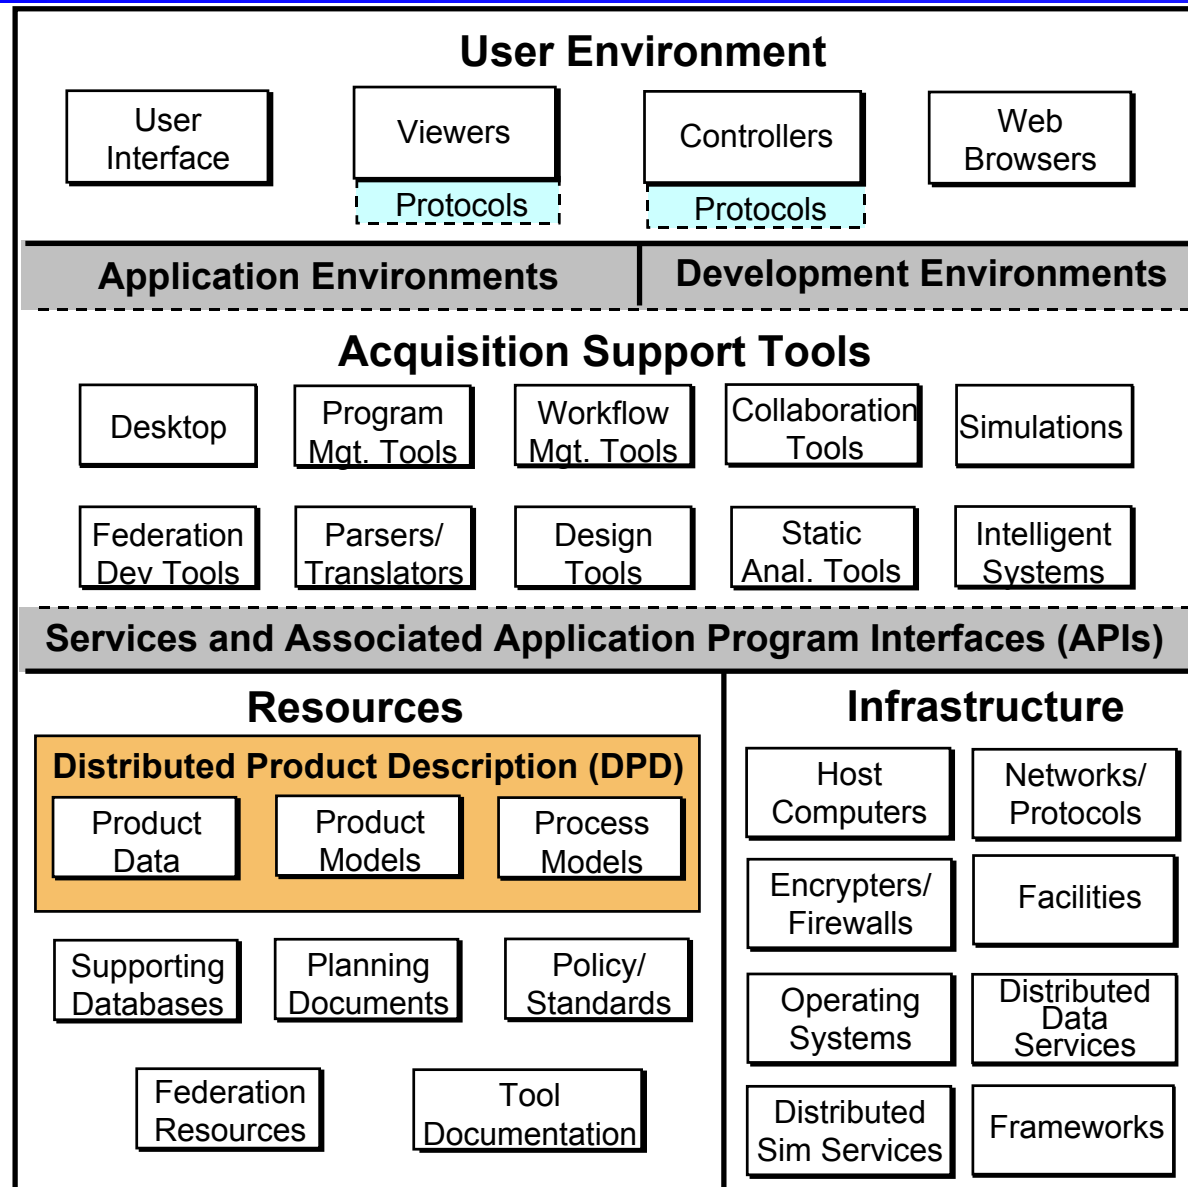 User Environment
User
Interface
Viewers
Protocols
Controllers
Protocols
Web
Browsers
Application Environments
Development Environments
Acquisition Support Tools
Desktop
Program
Mgt. Tools
Workflow
Mgt. Tools
Collaboration
Tools
Simulations
Federation
Dev Tools
Parsers/
Translators
Design
Tools
Static
Anal. Tools
Intelligent
Systems
Services and Associated Application Program Interfaces (APIs)
Resources
Distributed Product Description (DPD)
Product
Data
Product
Models
Process
Models
Supporting
Databases
Planning
Documents
Policy/
Standards
Federation
Resources
Tool
Documentation
Infrastructure
Host
Computers
Networks/
Protocols
Encrypters/
Firewalls
Facilities
Operating
Systems
Distributed
Data
Services
Distributed
Sim Services
Frameworks